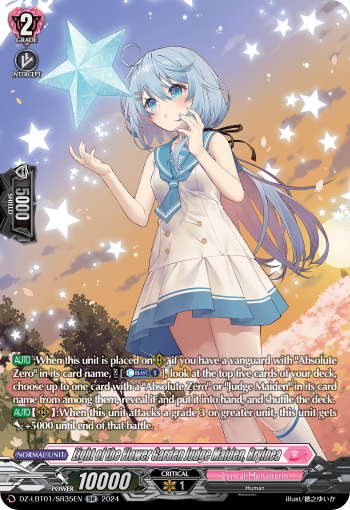 2
GRADE
INTERCEPT
5000
SHIELD
AUTO:When this unit is placed on R, if you have a vanguard with "Absolute
Zero" in its card name, COST[C BLAST 1], look at the top five cards of your deck,
choose up to one card with a "Absolute Zero" or "Judge Maiden" in its card
name from among them, reveal it and put it into hand, and shuffle the deck.
AUTO[R]:When this unit attacks a grade 3 or greater unit, this unit gets
+5000 until end of that battle.
NORMAL UNIT
Light of the Flower Garden Judge Maiden,
POWER 10000
CRITICAL
1
Lyrical Monasterio
Human
D DZ-LBT01/SR35EN SR 2024
illust/徳之ゆいか